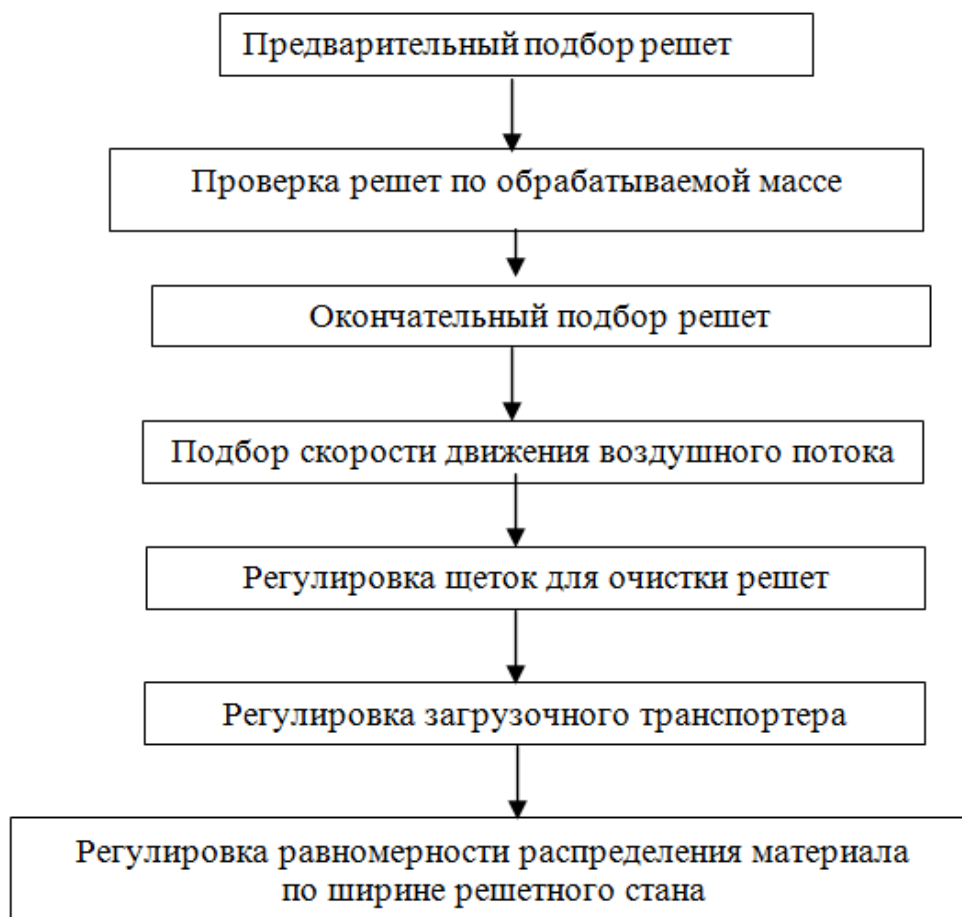 Предварительный подбор решет
Проверка решет по обрабатываемой массе
Окончательный подбор решет
Подбор скорости движения воздушного потока
Регулировка щеток для очистки решет
Регулировка загрузочного транспортера
Регулировка равномерности распределения материала
по ширине решетного стана